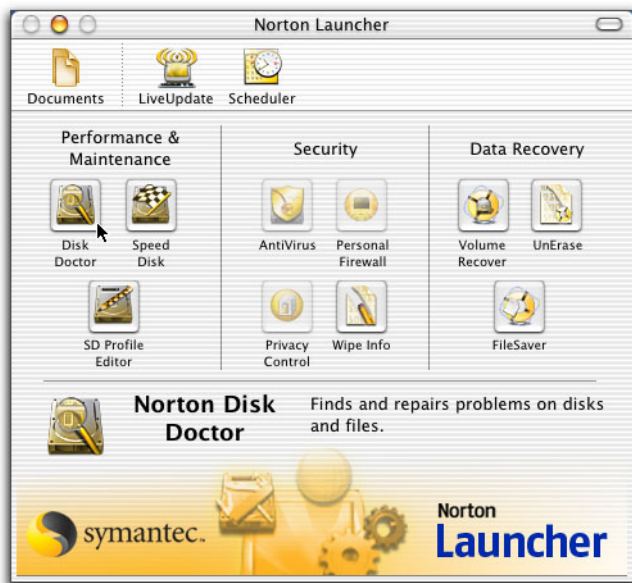 Norton Launcher
Documents
LiveUpdate
Scheduler
Performance &
Maintenance
Disk
Doctor
Speed
Disk
SD Profile
Editor
Security
AntiVirus
Personal
Firewall
Privacy
Control
Wipe Info
Data Recovery
Volume
Recover
UnErase
FileSaver
Norton Disk
Doctor
Finds and repairs problems on disks
and files.
symantec.
Norton
Launcher